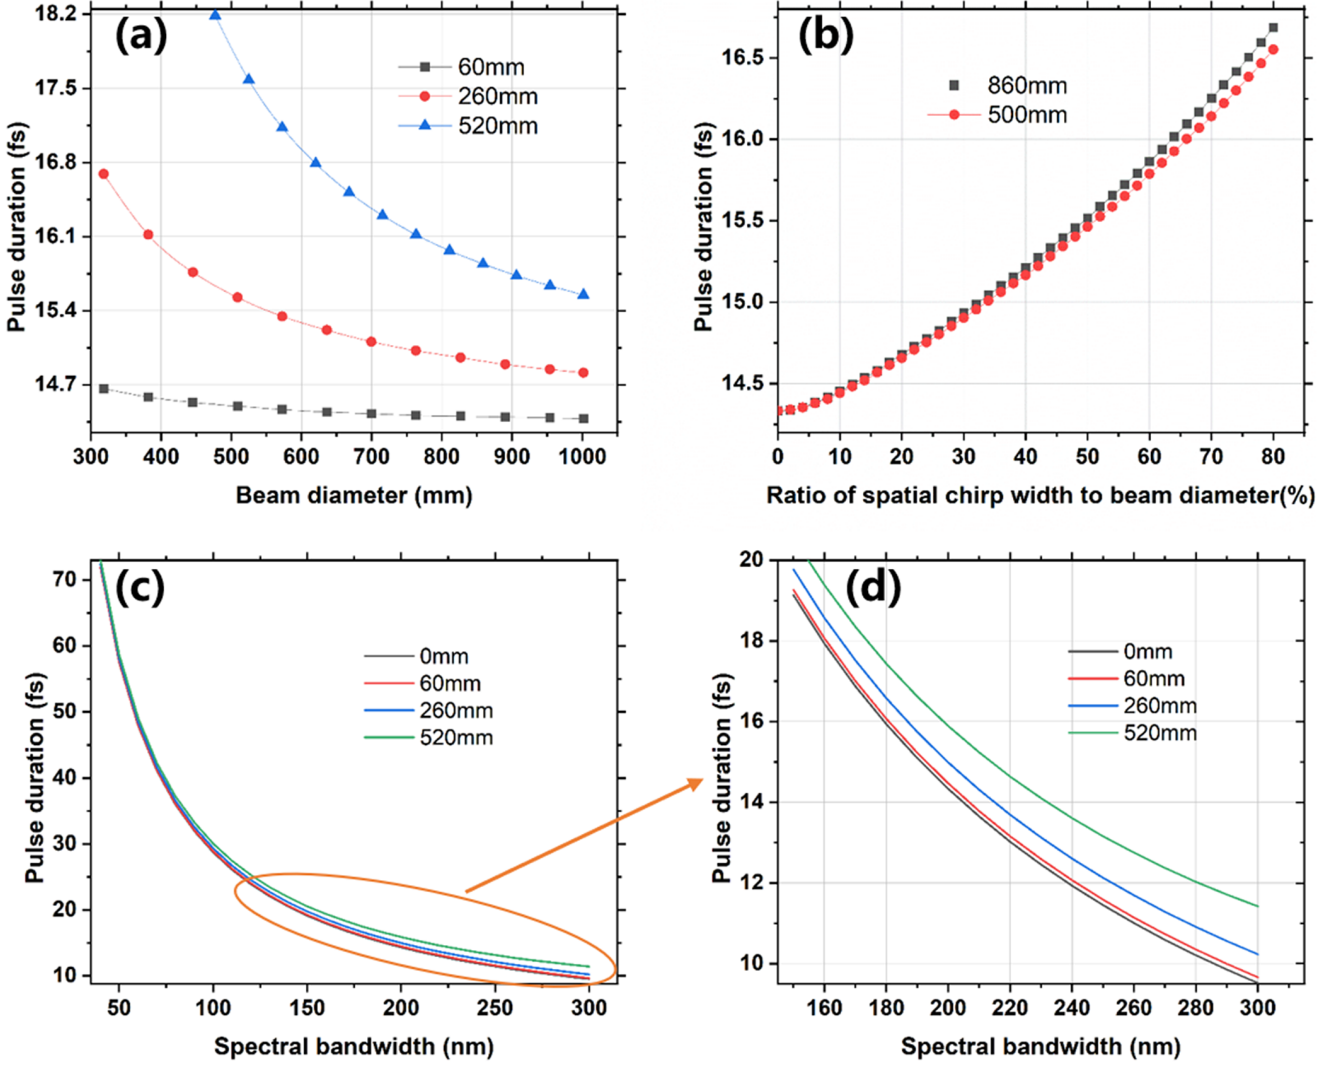 (a)
18.2
17.5
16.8
16.1
15.4
14.7
Pulse duration (fs)
60mm
260mm
520mm
300 400 500 600 700 800 900 1000
Beam diameter (mm)
(b)
16.5
16.0
15.5
15.0
14.5
Pulse duration (fs)
860mm
500mm
0 10 20 30 40 50 60 70 80
Ratio of spatial chirp width to beam diameter(%)
(c)
70
60
50
40
30
20
10
Pulse duration (fs)
0mm
60mm
260mm
520mm
50 100 150 200 250 300
Spectral bandwidth (nm)
(d)
20
18
16
14
12
10
Pulse duration (fs)
0mm
60mm
260mm
520mm
160 180 200 220 240 260 280 300
Spectral bandwidth (nm)